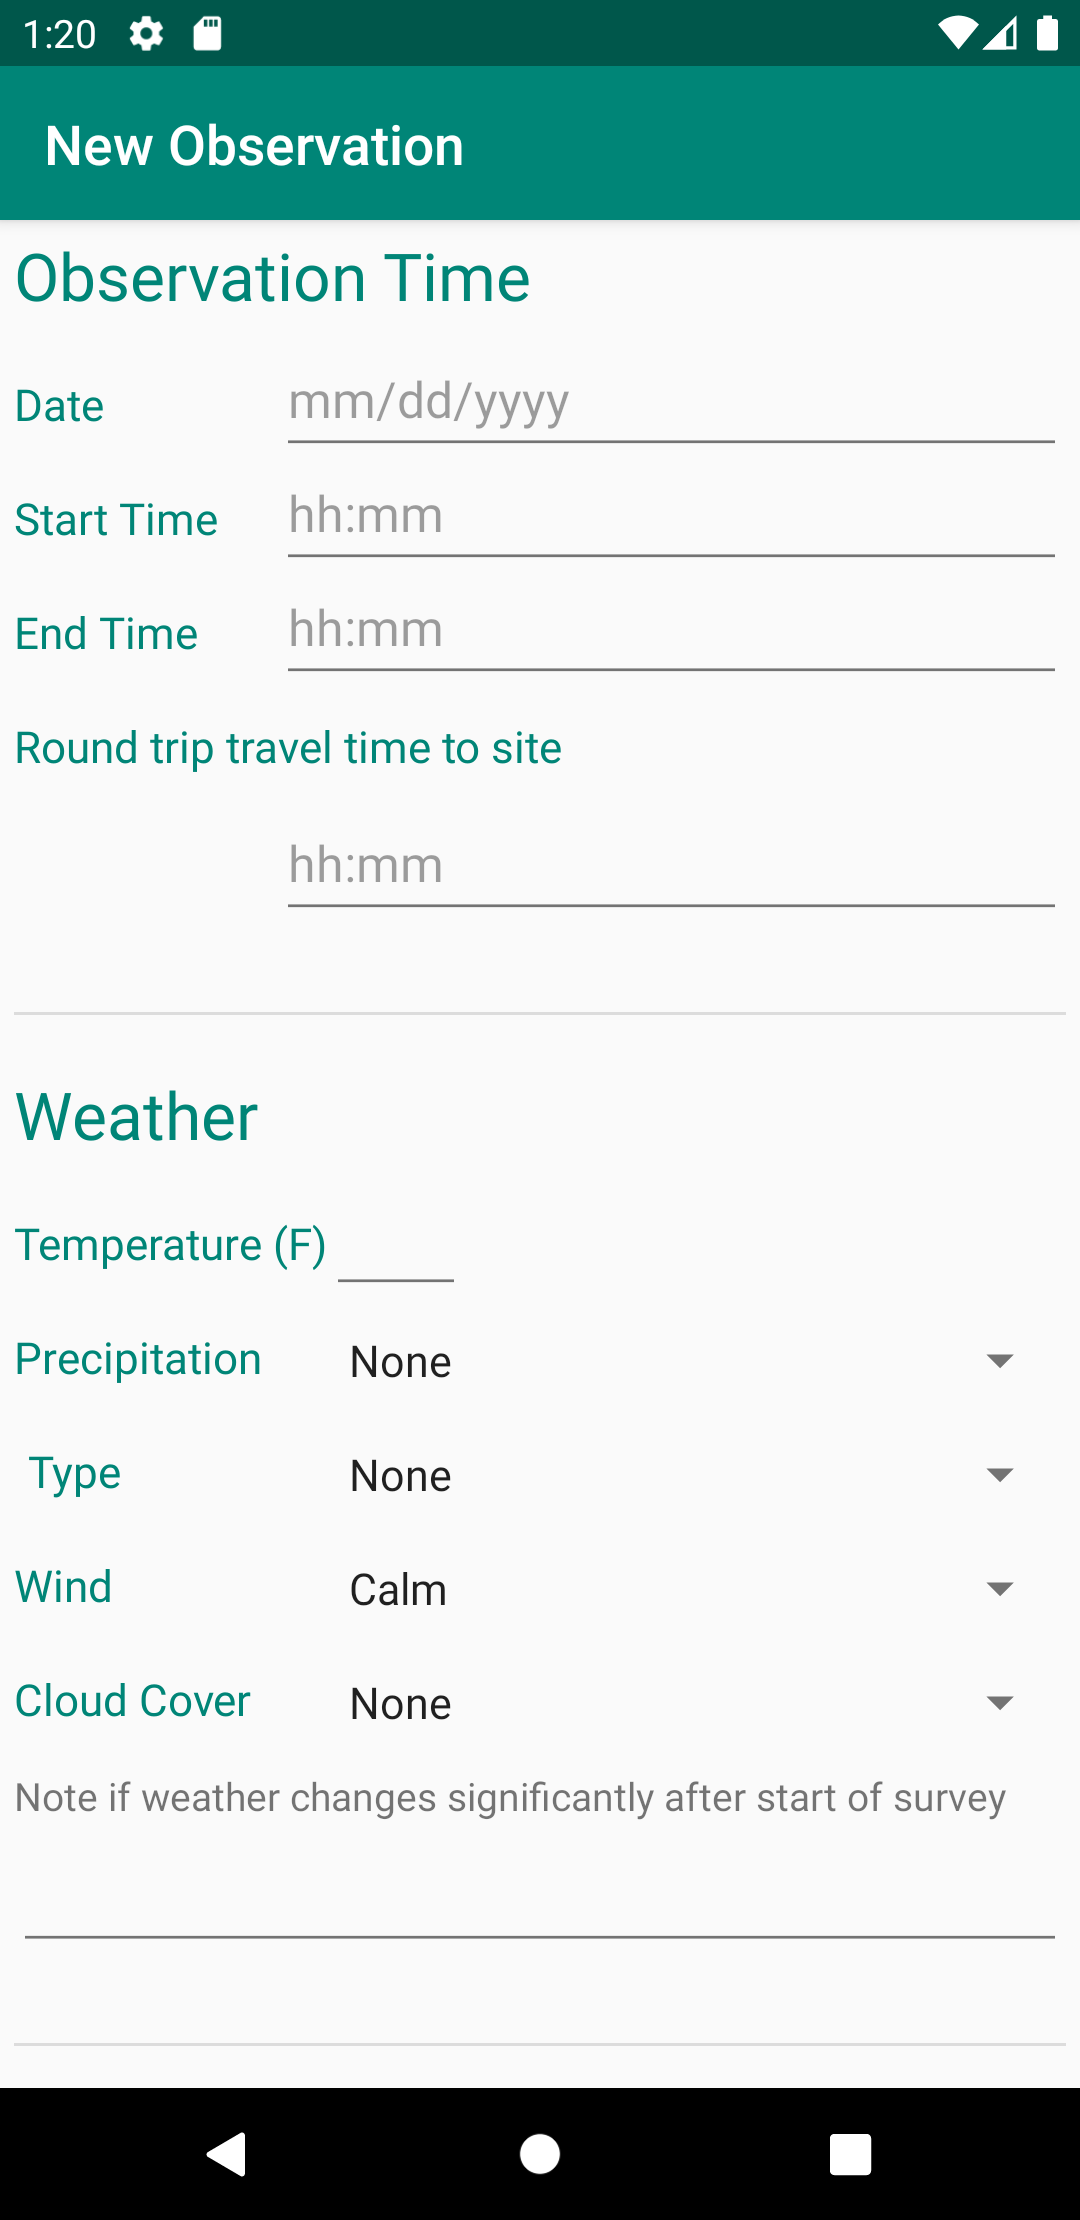 1:20
New Observation
Observation Time
Date mm/dd/yyyy
Start Time hh:mm
End Time hh:mm
Round trip travel time to site
hh:mm
Weather
Temperature (F)
Precipitation None
Type None
Wind Calm
Cloud Cover None
Note if weather changes significantly after start of survey